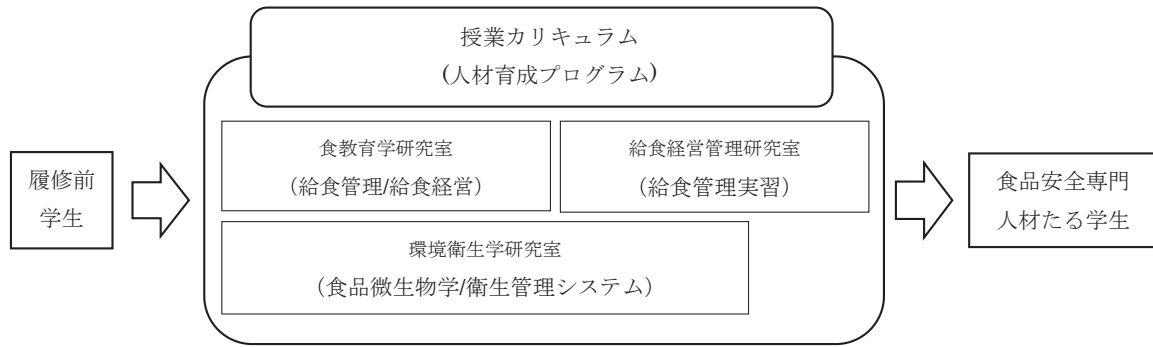 授業カリキュラム
(人材育成プログラム)
食教育学研究室
（給食管理/給食経営）
給食経営管理研究室
（給食管理実習）
履修前
学生
食品安全専門
人材たる学生
環境衛生学研究室
（食品微生物学/衛生管理システム）